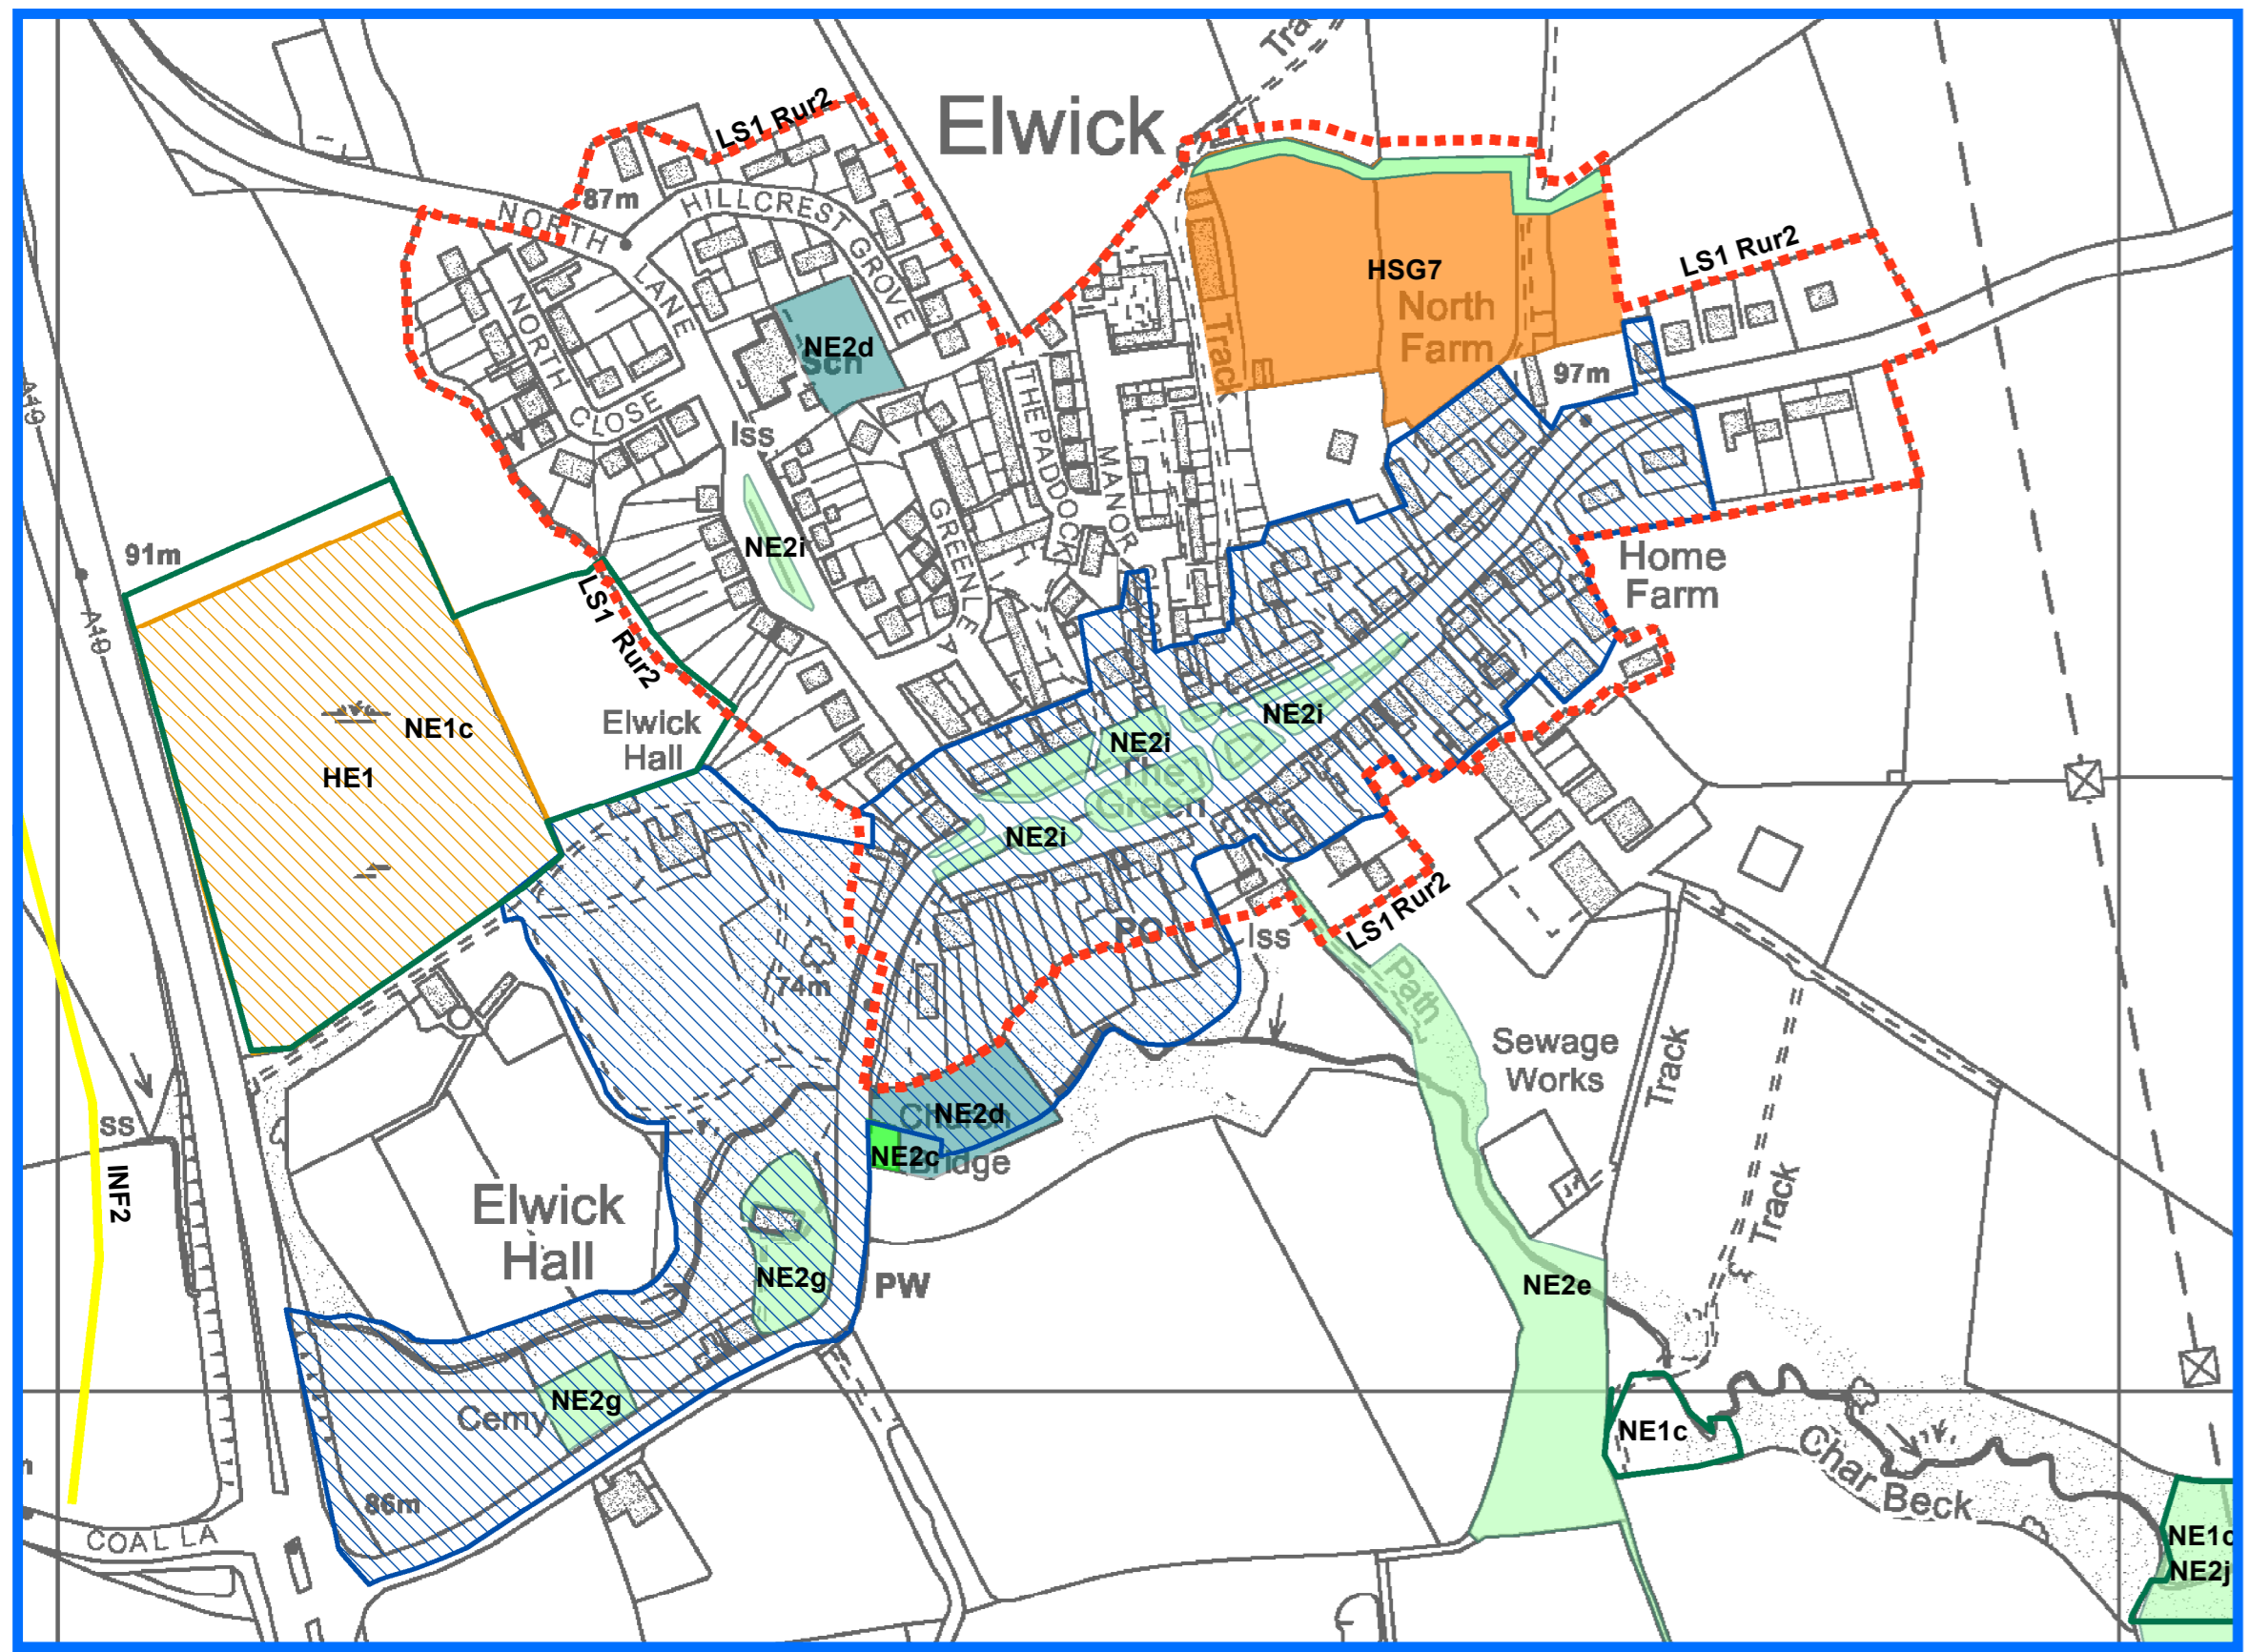 Tra
Elwick
LS1 Rur2
87m
NORTH
HILLCREST GROVE
LANE
LS1 Rur2
HSG7
North
Farm
Track
NORTH
CLOSE
NE2d
Sch
97m
A19
THE PADDOCK
MANOR
Iss
GREENLEA
91m
NE2i
Home
Farm
A19
LS1 Rur2
Elwick
Hall
NE1c
HE1
NE2i
NE2i
The
Green
NE2i
LS1 Rur2
PO
Iss
74m
Path
Sewage
Works
Track
SS
Church
NE2d
NE2c
Bridge
INF2
Elwick
Hall
Track
NE2g
PW
NE2e
NE2g
Cemy
NE1c
Char Beck
86m
COAL LA
NE1c
NE2j